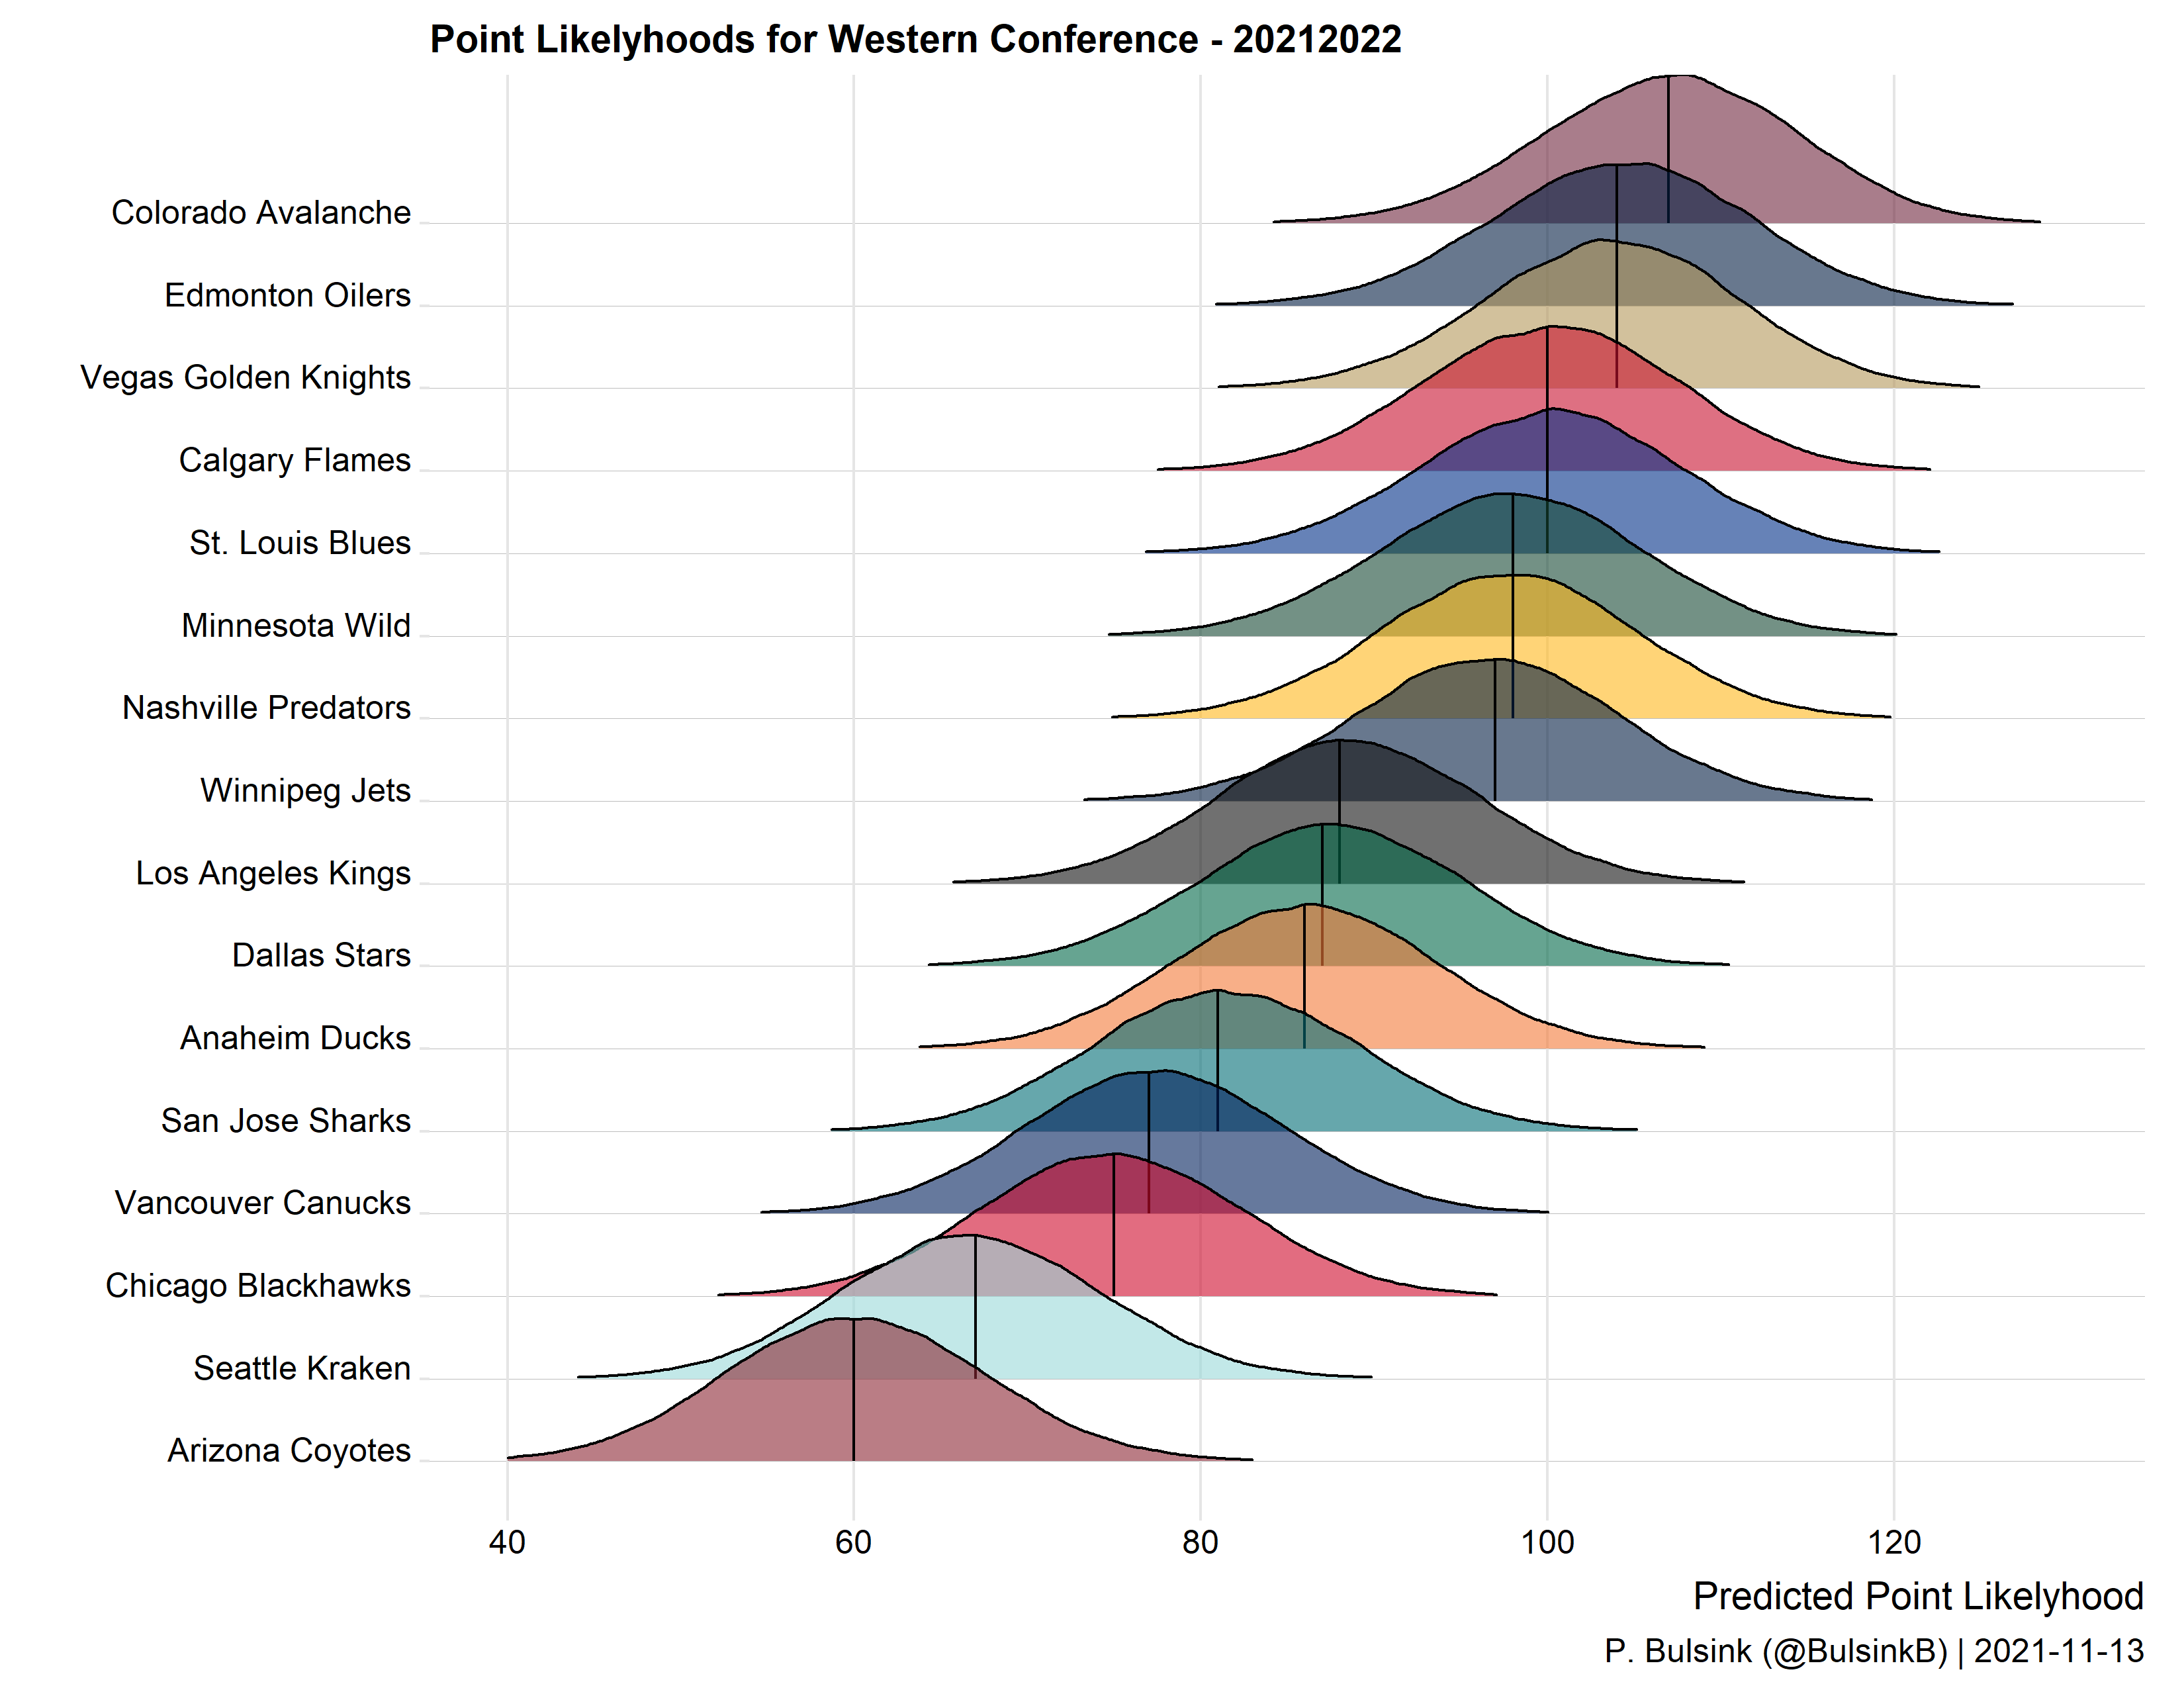 Point Likelyhoods for Western Conference - 20212022
Colorado Avalanche
Edmonton Oilers
Vegas Golden Knights
Calgary Flames
St. Louis Blues
Minnesota Wild
Nashville Predators
Winnipeg Jets
Los Angeles Kings
Dallas Stars
Anaheim Ducks
San Jose Sharks
Vancouver Canucks
Chicago Blackhawks
Seattle Kraken
Arizona Coyotes
40 60 80 100 120
Predicted Point Likelyhood
P. Bulsink (@BulsinkB) | 2021-11-13